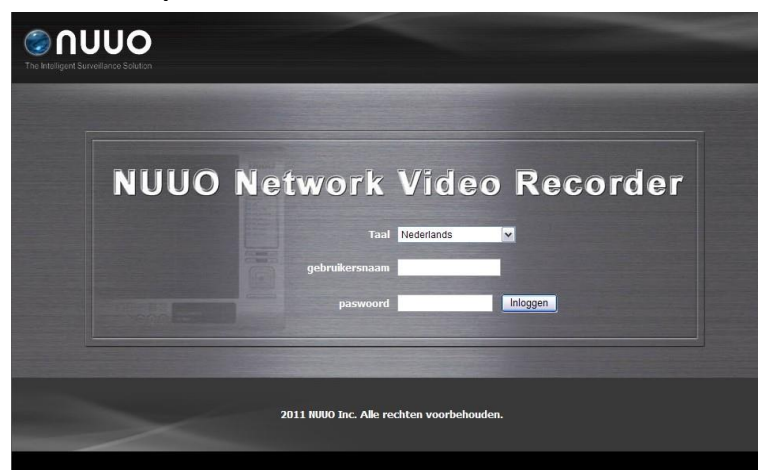 NUUO
The Intelligent Surveillance Solution
NUUO Network Video Recorder
Taal Nederlands
gebruikersnaam
paswoord Inloggen
2011 NUUO Inc. Alle rechten voorbehouden.